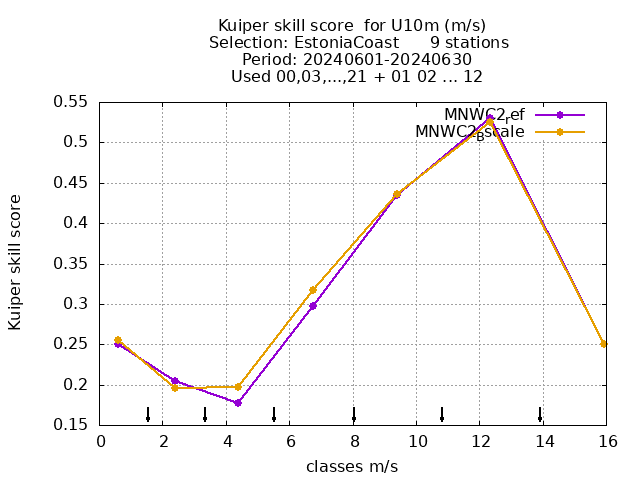 Kuiper skill score  for U10m (m/s)
Selection: EstoniaCoast      9 stations
Period: 20240601-20240630
Used 00,03,...,21 + 01 02 ... 12
MNWC2ref
MNWC2Bscale
0.55
0.5
0.45
0.4
0.35
0.3
0.25
0.2
0.15
0 2 4 6 8 10 12 14 16
Kuiper skill score
classes m/s